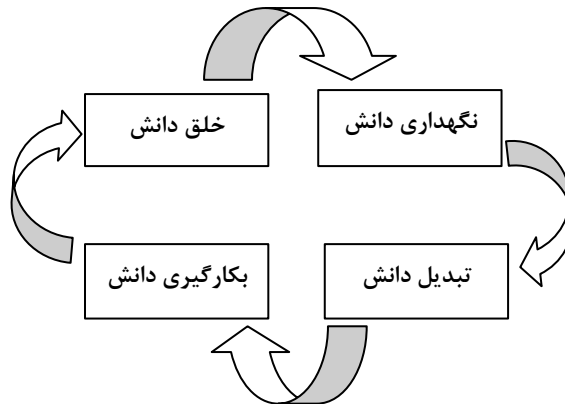 خلق دانش
نگهداری دانش
تبدیل دانش
بکارگیری دانش